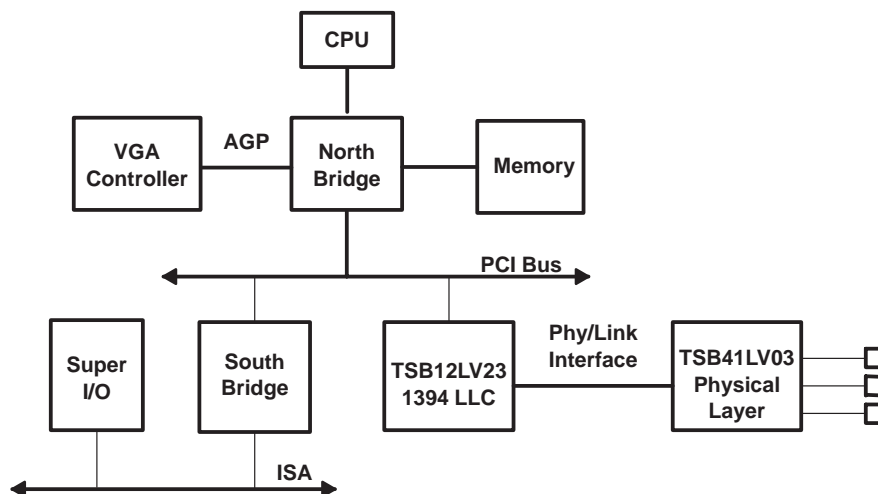 CPU
AGP
VGA
Controller
North
Bridge
Memory
PCI Bus
Super
I/O
South
Bridge
TSB12LV23
1394 LLC
Phy/Link
Interface
TSB41LV03
Physical
Layer
ISA